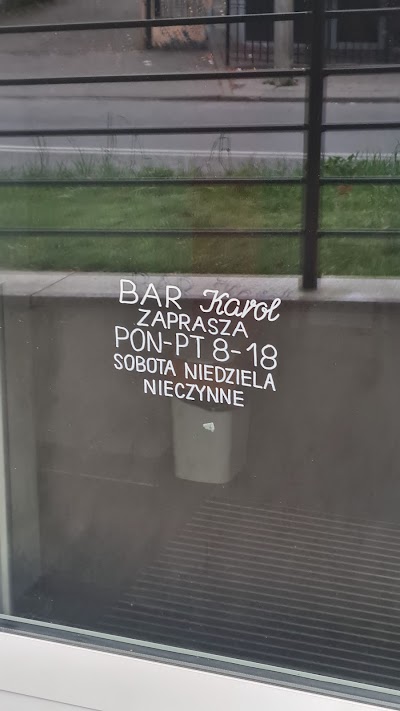 BAR Karol
ZAPRASZA
PON-PT 8-18
SOBOTA NIEDZIELA
NIECZYNNE